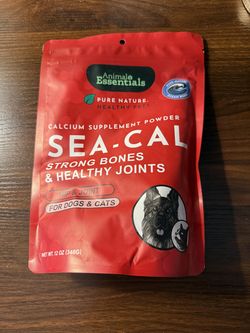 Animal
Essentials
PURE NATURE.
HEALTHY PETS
CALCIUM SUPPLEMENT POWDER
SEA-CAL
STRONG BONES
& HEALTHY JOINTS
FOR DOGS & CATS
NET WT. 12 OZ (340G)